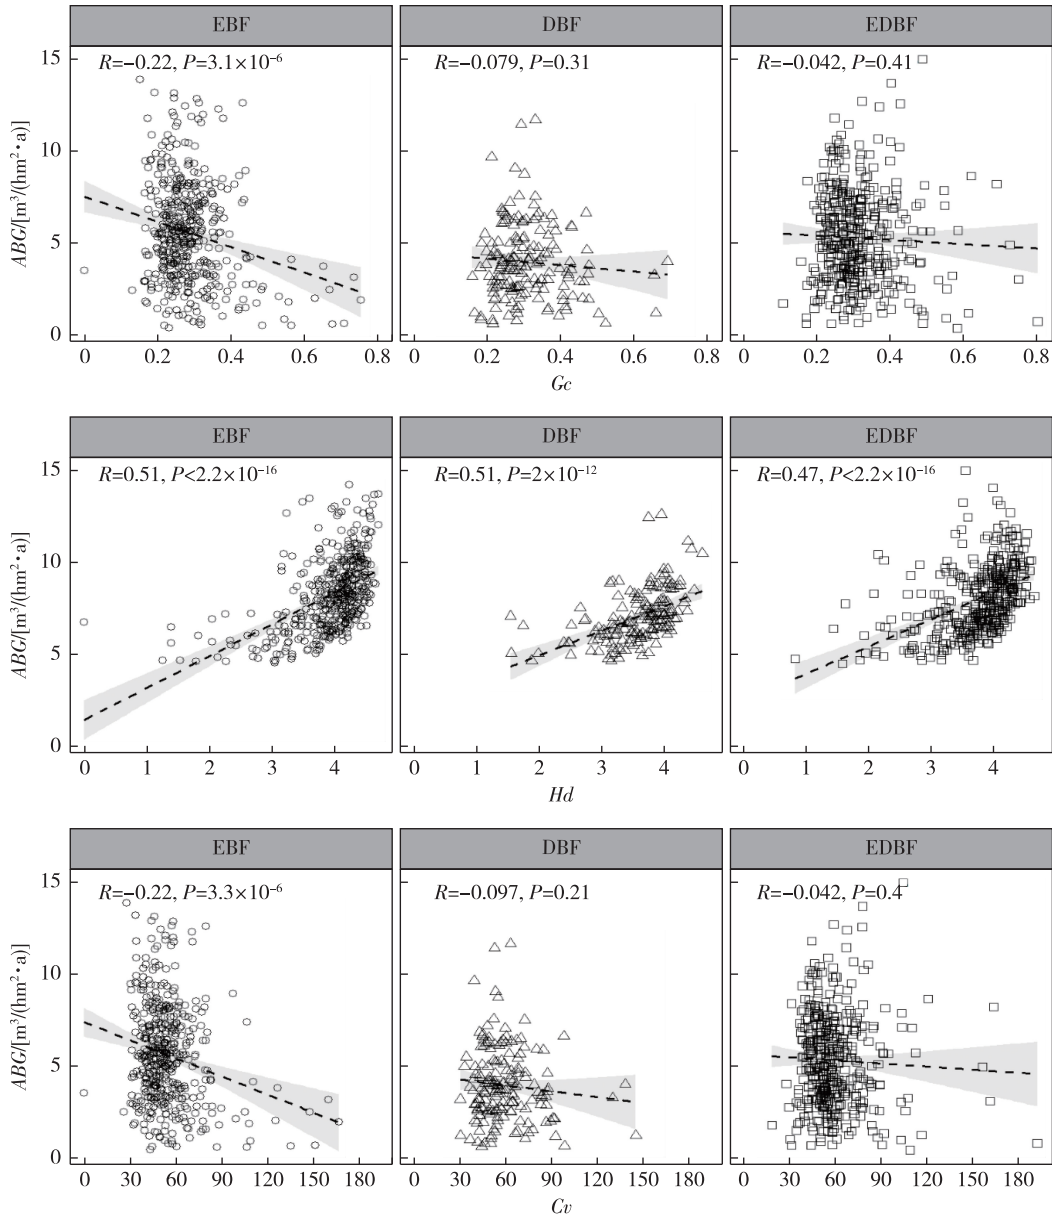 EBF DBF EDBF
R=−0.22, P=3.1×10⁻⁶ R=−0.079, P=0.31 R=−0.042, P=0.41
ABG/[m³/(hm²·a)]
15
10
5
0
0 0.2 0.4 0.6 0.8 0 0.2 0.4 0.6 0.8 0 0.2 0.4 0.6 0.8
Gc
EBF DBF EDBF
R=0.51, P<2.2×10⁻¹⁶ R=0.51, P=2×10⁻¹² R=0.47, P<2.2×10⁻¹⁶
ABG/[m³/(hm²·a)]
15
10
5
0
0 1 2 3 4 0 1 2 3 4 0 1 2 3 4
Hd
EBF DBF EDBF
R=−0.22, P=3.3×10⁻⁶ R=−0.097, P=0.21 R=−0.042, P=0.4
ABG/[m³/(hm²·a)]
15
10
5
0
0 30 60 90 120 150 180 0 30 60 90 120 150 180 0 30 60 90 120 150 180
Cv